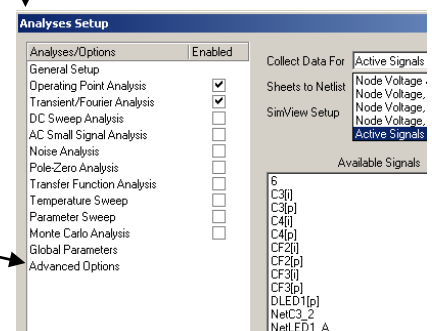 Analyses Setup
Analyses/Options Enabled
General Setup
Operating Point Analysis
Transient/Fourier Analysis
DC Sweep Analysis
AC Small Signal Analysis
Noise Analysis
Pole-Zero Analysis
Transfer Function Analysis
Temperature Sweep
Parameter Sweep
Monte Carlo Analysis
Global Parameters
Advanced Options
Collect Data For Active Signals
Sheets to Netlist
SimView Setup
Node Voltage
Node Voltage,
Node Voltage,
Node Voltage,
Active Signals
Available Signals
6
C3[i]
C3[p]
C4[i]
C4[p]
CF2[i]
CF2[p]
CF3[i]
CF3[p]
DLED1[p]
NetC3_2
NetLED1_A